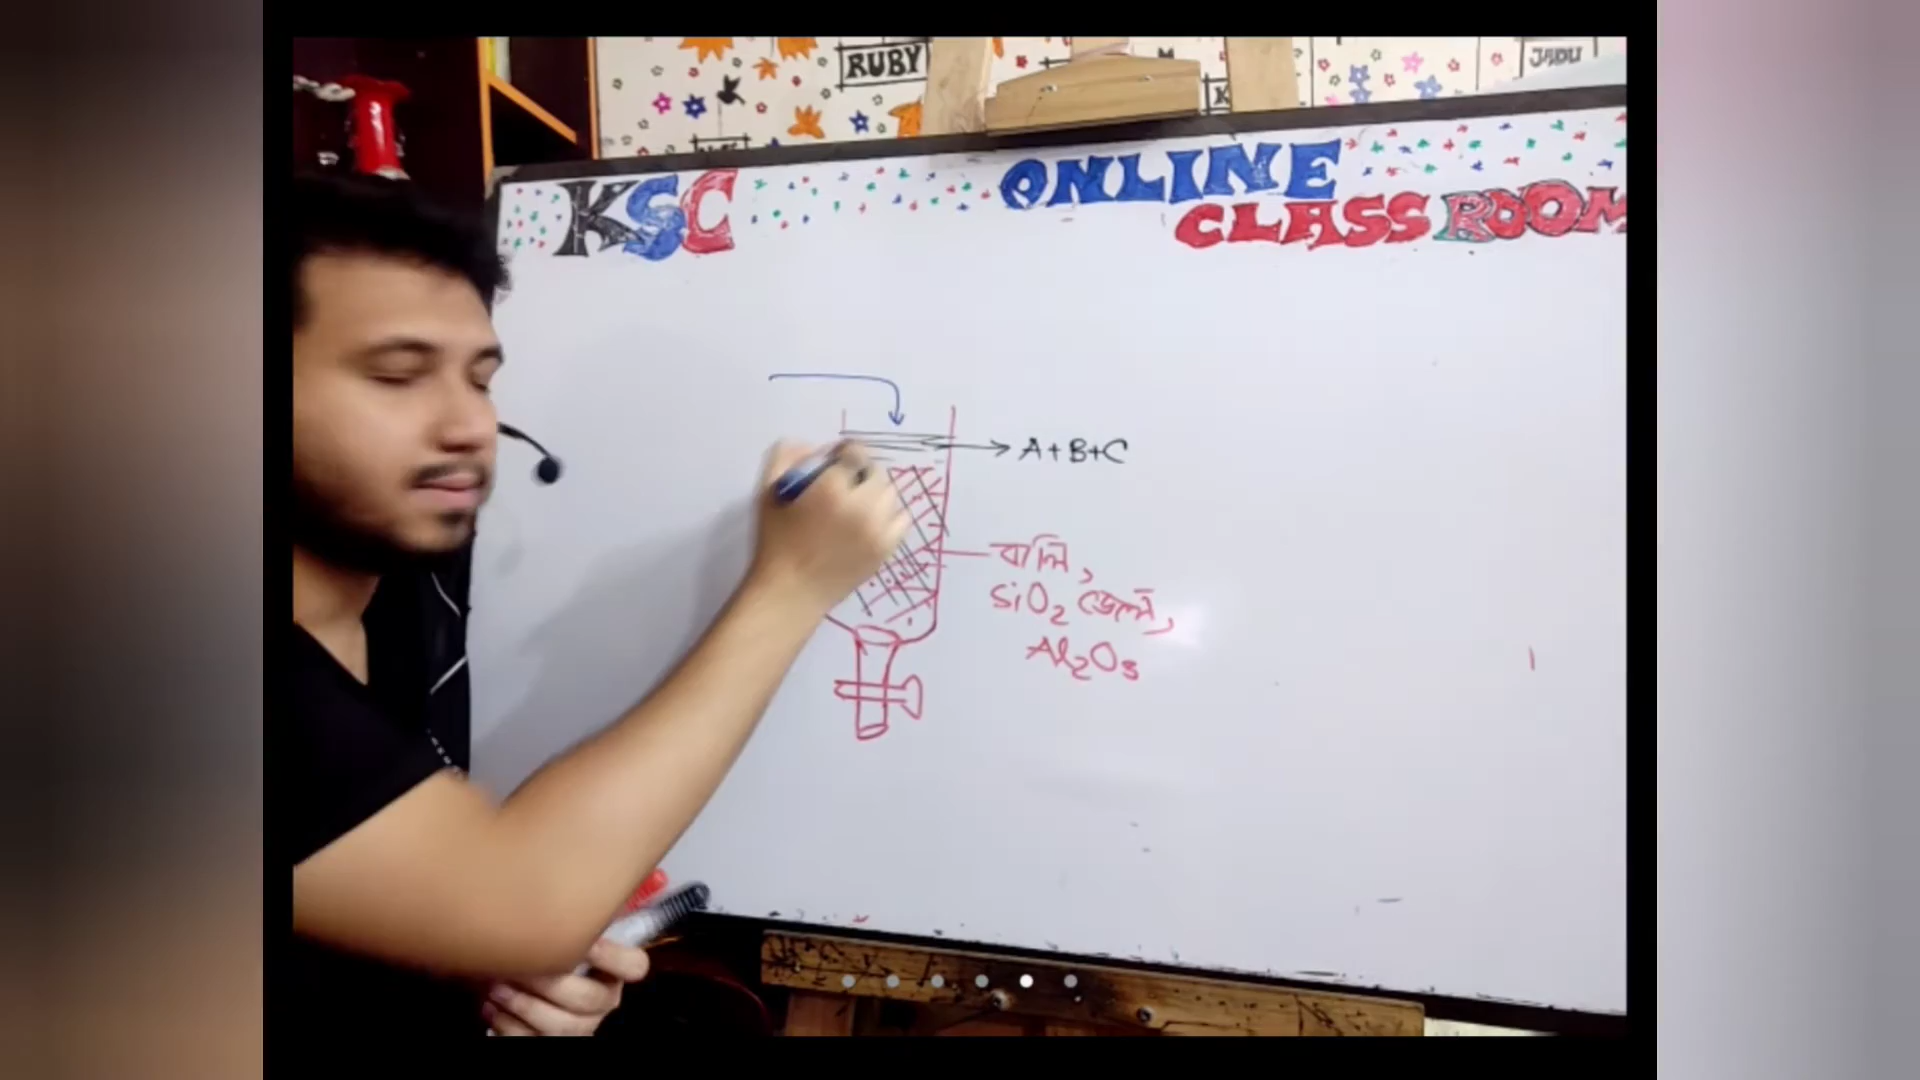 RUBY
JADU
KSC
ONLINE
CLASS ROOM
A+B+C
বালি,
SiO2 জেল,
Al2O3